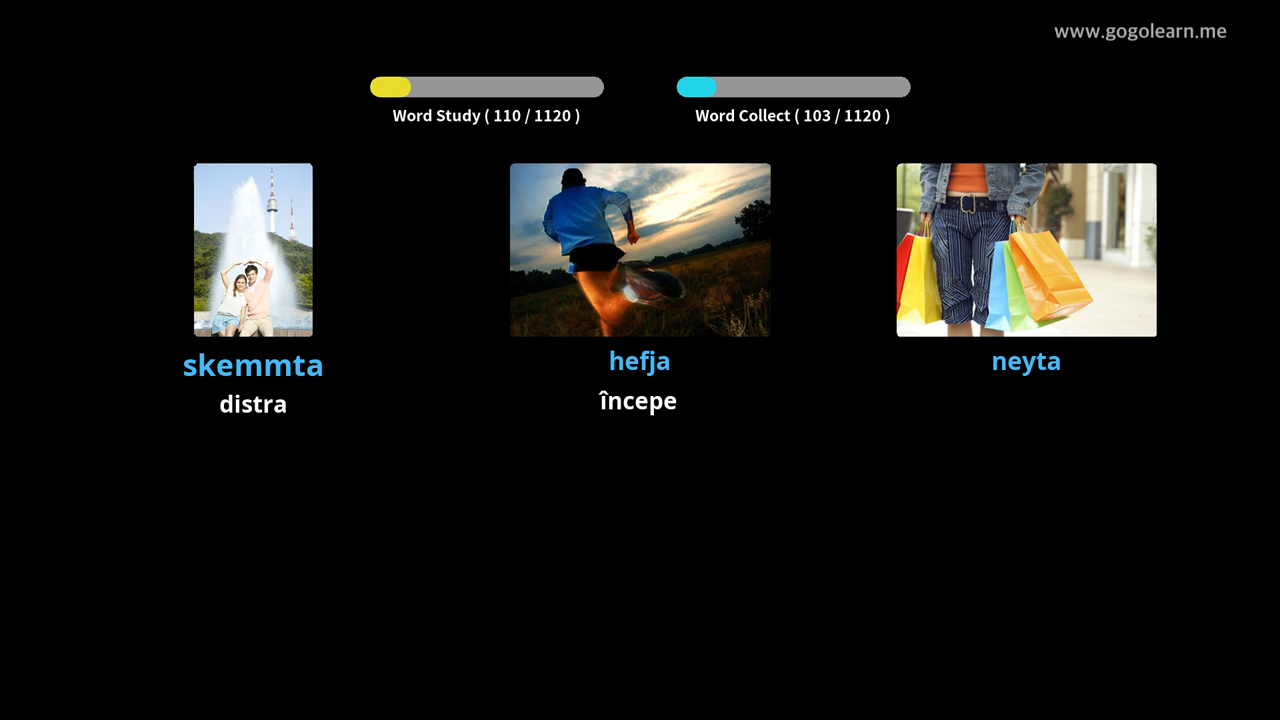 www.gogolearn.me
Word Study ( 110 / 1120 )
Word Collect ( 103 / 1120 )
skemmta
distra
hefja
începe
neyta